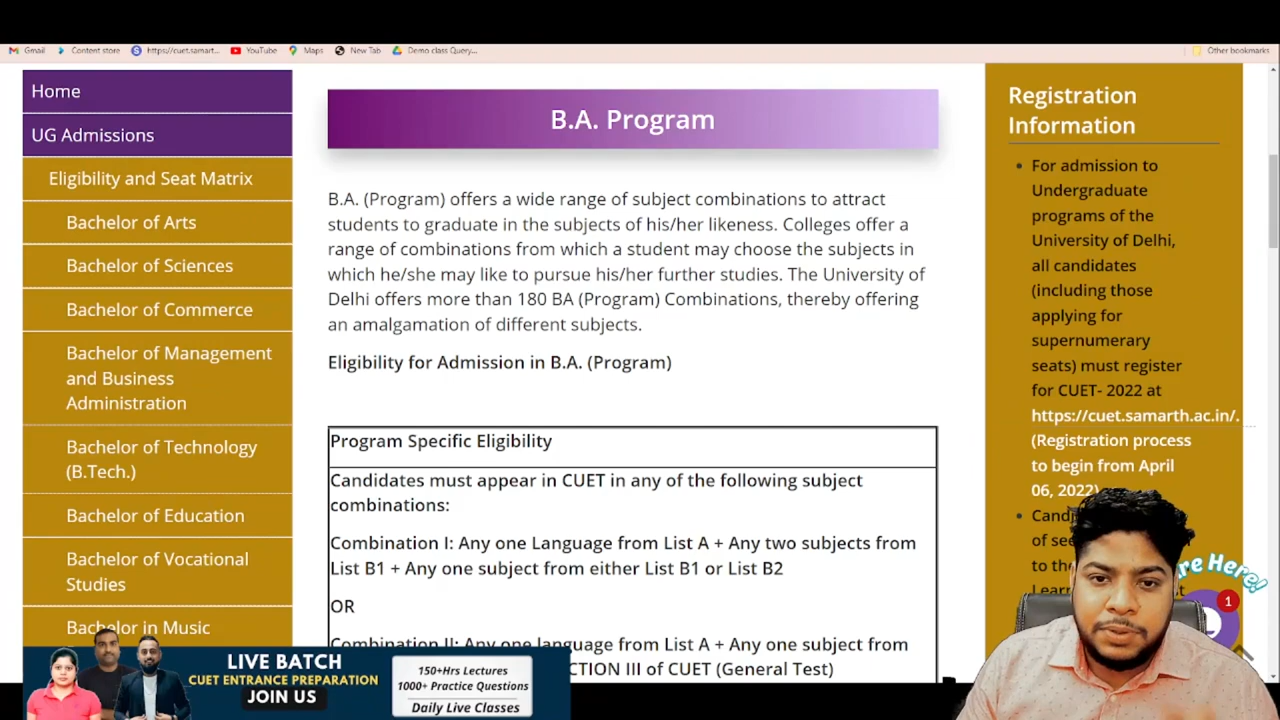 Gmail
Content store
https://cuet.samart...
YouTube
Maps
New Tab
Demo class Query...
Other bookmarks
Home
UG Admissions
Eligibility and Seat Matrix
Bachelor of Arts
Bachelor of Sciences
Bachelor of Commerce
Bachelor of Management
and Business
Administration
Bachelor of Technology
(B.Tech.)
Bachelor of Education
Bachelor of Vocational
Studies
Bachelor in Music
B.A. Program
B.A. (Program) offers a wide range of subject combinations to attract
students to graduate in the subjects of his/her likeness. Colleges offer a
range of combinations from which a student may choose the subjects in
which he/she may like to pursue his/her further studies. The University of
Delhi offers more than 180 BA (Program) Combinations, thereby offering
an amalgamation of different subjects.
Eligibility for Admission in B.A. (Program)
Program Specific Eligibility
Candidates must appear in CUET in any of the following subject
combinations:
Combination I: Any one Language from List A + Any two subjects from
List B1 + Any one subject from either List B1 or List B2
OR
Combination II: Any one language from List A + Any one subject from
CTION III of CUET (General Test)
Registration
Information
For admission to
Undergraduate
programs of the
University of Delhi,
all candidates
(including those
applying for
supernumerary
seats) must register
for CUET- 2022 at
https://cuet.samarth.ac.in/.
(Registration process
to begin from April
06, 2022)
of
to the
Here!
1
LIVE BATCH
CUET ENTRANCE PREPARATION
JOIN US
150+Hrs Lectures
1000+ Practice Questions
Daily Live Classes